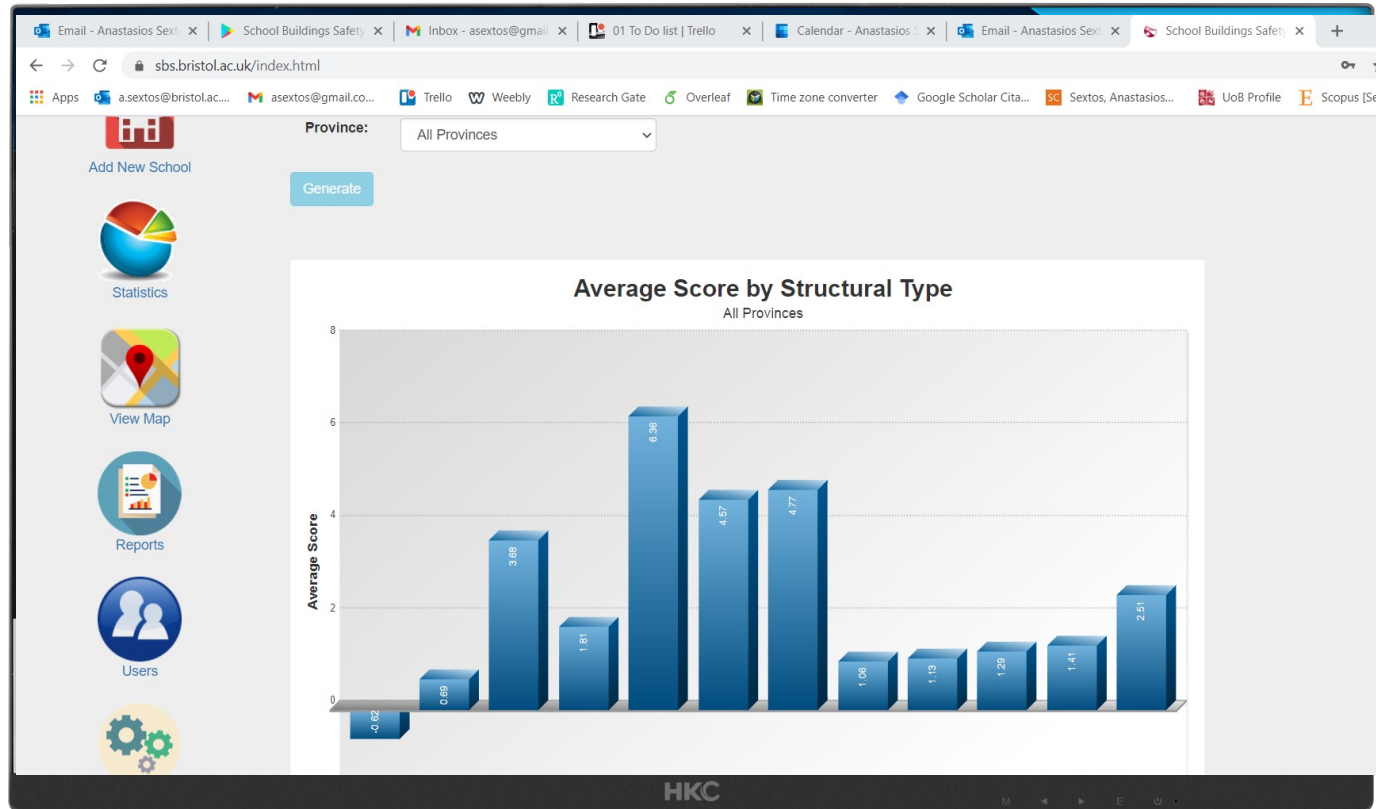 Email - Anastasios Sext
School Buildings Safety
Inbox - asextos@gmail
01 To Do list | Trello
Calendar - Anastasios S
Email - Anastasios Sext
School Buildings Safety
sbs.bristol.ac.uk/index.html
Apps
a.sextos@bristol.ac....
asextos@gmail.co...
Trello
Weebly
Research Gate
Overleaf
Time zone converter
Google Scholar Cita...
Sextos, Anastasios...
UoB Profile
Scopus [Se
Add New School
Statistics
View Map
Reports
Users
Province:
All Provinces
Generate
Average Score by Structural Type
All Provinces
Average Score
8
6
4
2
0
-0.62
0.69
3.68
1.81
6.36
4.57
4.77
1.06
1.13
1.29
1.41
2.51
HKC
M
E